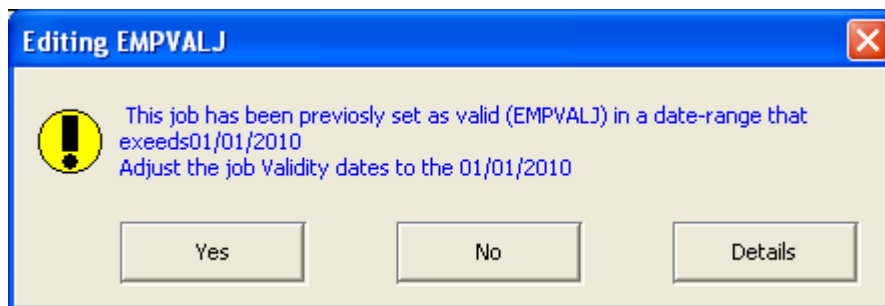 Editing EMPVALJ
This job has been previosly set as valid (EMPVALJ) in a date-range that
exeeds01/01/2010
Adjust the job Validity dates to the 01/01/2010
Yes
No
Details